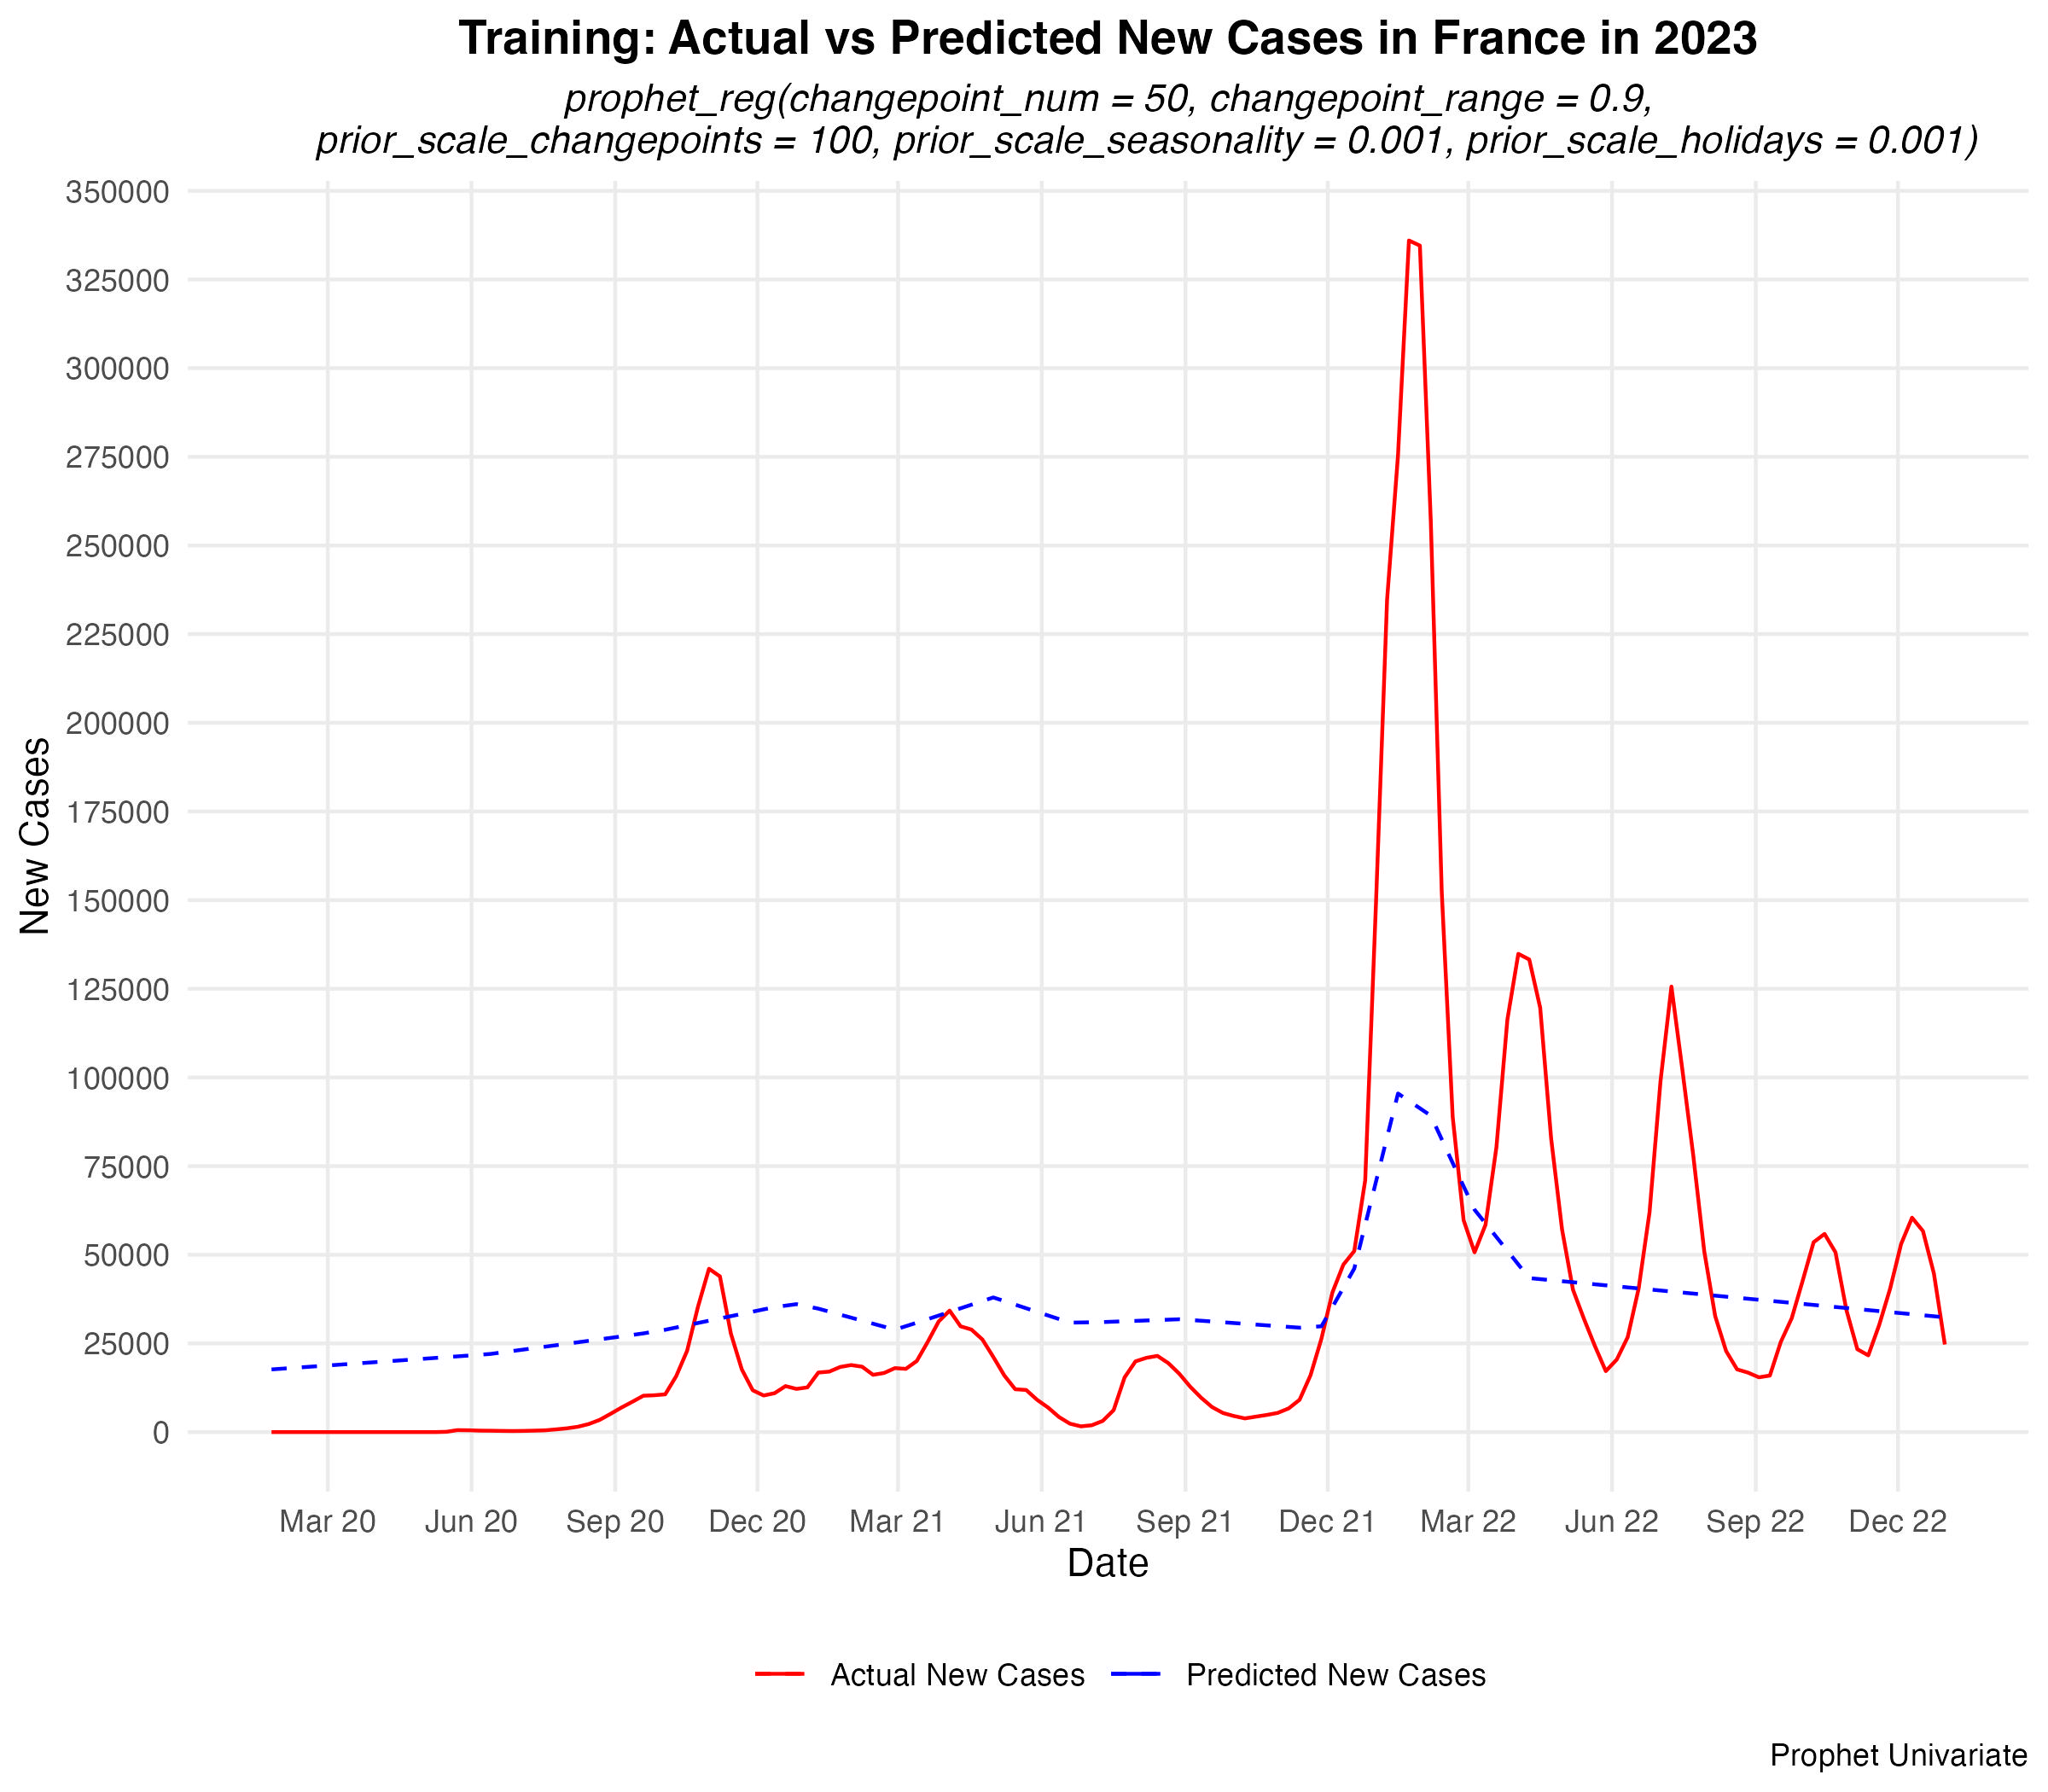 Training: Actual vs Predicted New Cases in France in 2023
prophet_reg(changepoint_num = 50, changepoint_range = 0.9,
prior_scale_changepoints = 100, prior_scale_seasonality = 0.001, prior_scale_holidays = 0.001)
New Cases
350000
325000
300000
275000
250000
225000
200000
175000
150000
125000
100000
75000
50000
25000
0
Mar 20 Jun 20 Sep 20 Dec 20 Mar 21 Jun 21 Sep 21 Dec 21 Mar 22 Jun 22 Sep 22 Dec 22
Date
Actual New Cases Predicted New Cases
Prophet Univariate